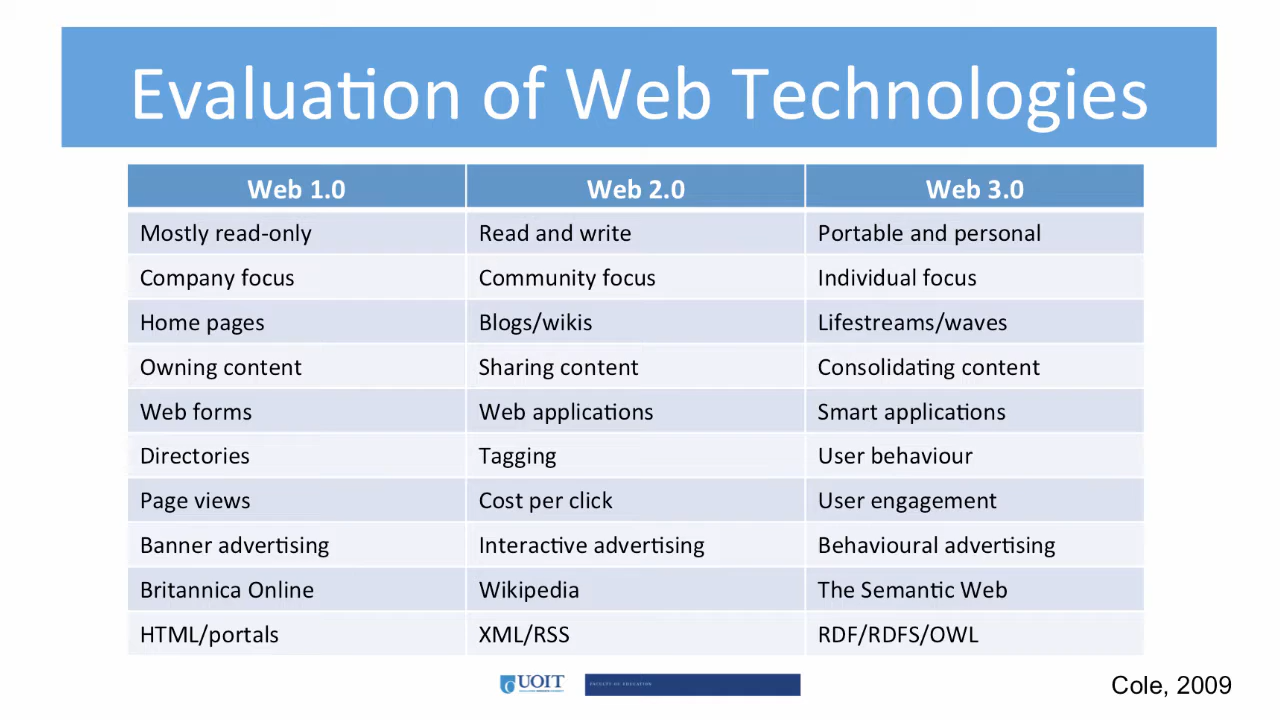 Evaluation of Web Technologies
Web 1.0 Web 2.0 Web 3.0
Mostly read-only Read and write Portable and personal
Company focus Community focus Individual focus
Home pages Blogs/wikis Lifestreams/waves
Owning content Sharing content Consolidating content
Web forms Web applications Smart applications
Directories Tagging User behaviour
Page views Cost per click User engagement
Banner advertising Interactive advertising Behavioural advertising
Britannica Online Wikipedia The Semantic Web
HTML/portals XML/RSS RDF/RDFS/OWL
UOIT FACULTY OF EDUCATION
Cole, 2009